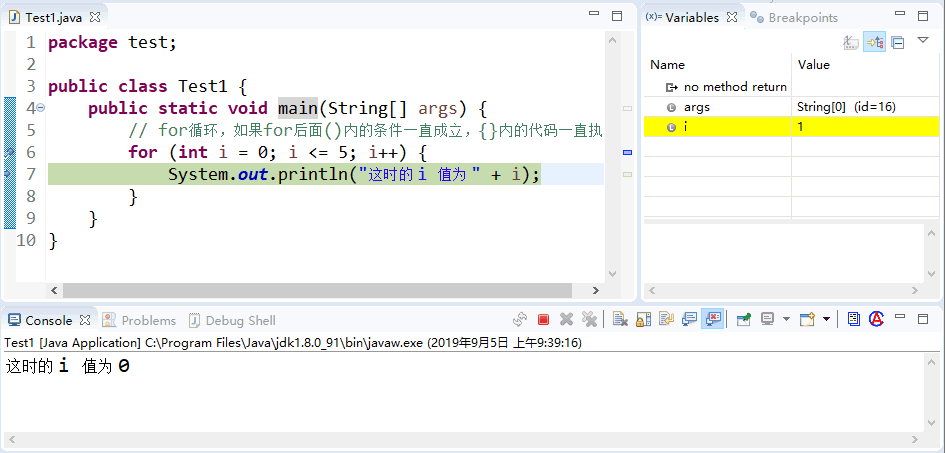 Test1.java
1 package test;
2
3 public class Test1 {
4 public static void main(String[] args) {
5 // for循环，如果for后面()内的条件一直成立，{}内的代码一直执
6 for (int i = 0; i <= 5; i++) {
7 System.out.println("这时的i 值为" + i);
8 }
9 }
10 }
(x)= Variables Breakpoints
Name Value
no method return
args String[0] (id=16)
i 1
Console Problems Debug Shell
Test1 [Java Application] C:\Program Files\Java\jdk1.8.0_91\bin\javaw.exe (2019年9月5日 上午9:39:16)
这时的i 值为0